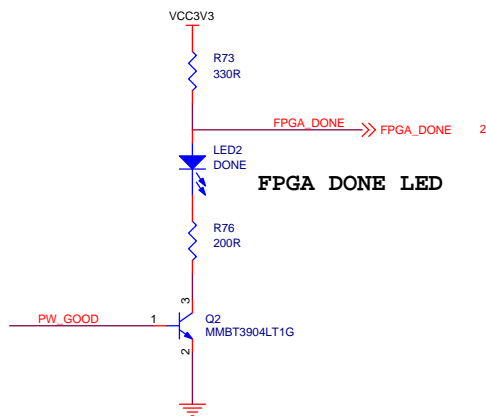 VCC3V3
R73
330R
FPGA_DONE
FPGA_DONE 2
LED2
DONE
FPGA DONE LED
R76
200R
3
PW_GOOD
1
Q2
MMBT3904LT1G
2